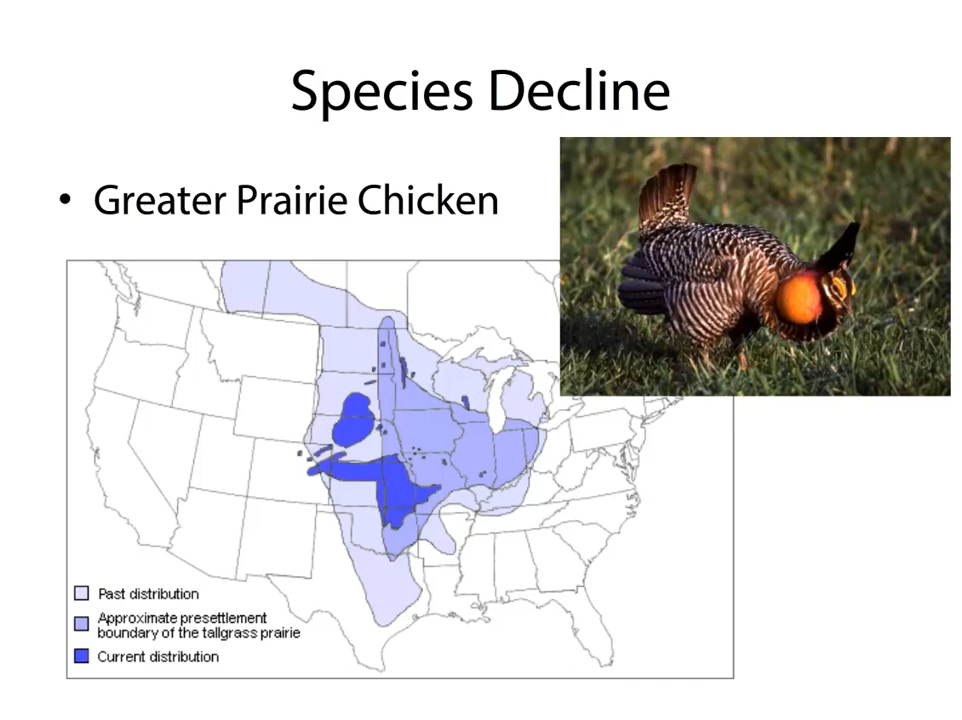 Species Decline
• Greater Prairie Chicken
Past distribution
Approximate presettlement
boundary of the tallgrass prairie
Current distribution